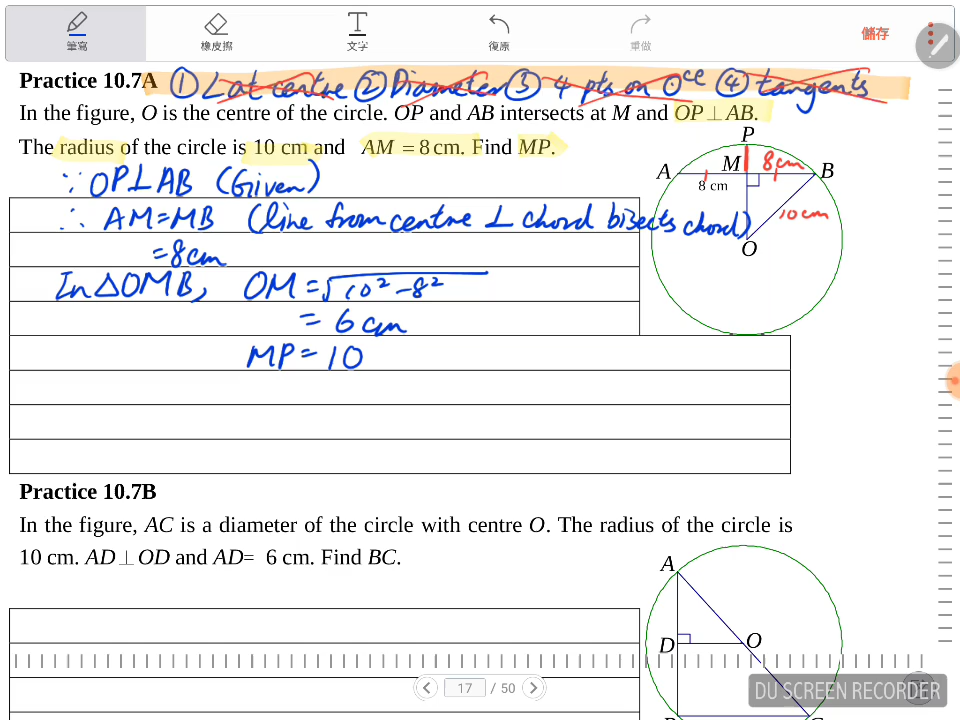 筆寫 橡皮擦 文字 復原 重做 儲存
Practice 10.7A ① L at centre ② Diameter ③ 4 pts on ⊙ce ④ tangents
In the figure, O is the centre of the circle. OP and AB intersects at M and OP⊥AB.
The radius of the circle is 10 cm and AM = 8 cm. Find MP.
P
A M 8cm B
8 cm
10cm
O
∵ OP⊥AB (Given)
∴ AM=MB (line from centre ⊥ chord bisects chord)
=8cm
In △OMB, OM=√10²-8²
= 6 cm
MP= 10
Practice 10.7B
In the figure, AC is a diameter of the circle with centre O. The radius of the circle is
10 cm. AD⊥OD and AD= 6 cm. Find BC.
A
D O
17 / 50
DU SCREEN RECORDER